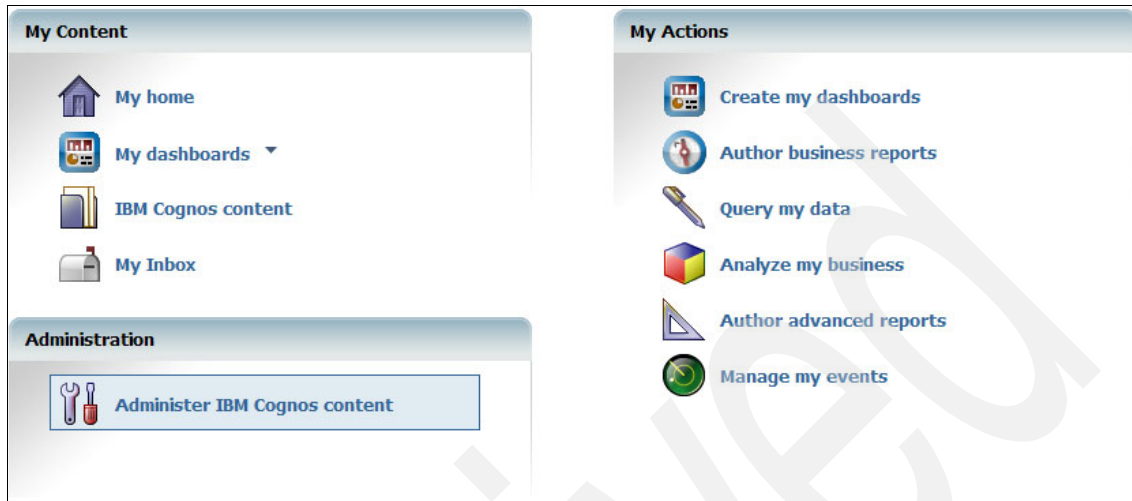 My Content
My home
My dashboards
IBM Cognos content
My Inbox
Administration
Administer IBM Cognos content
My Actions
Create my dashboards
Author business reports
Query my data
Analyze my business
Author advanced reports
Manage my events